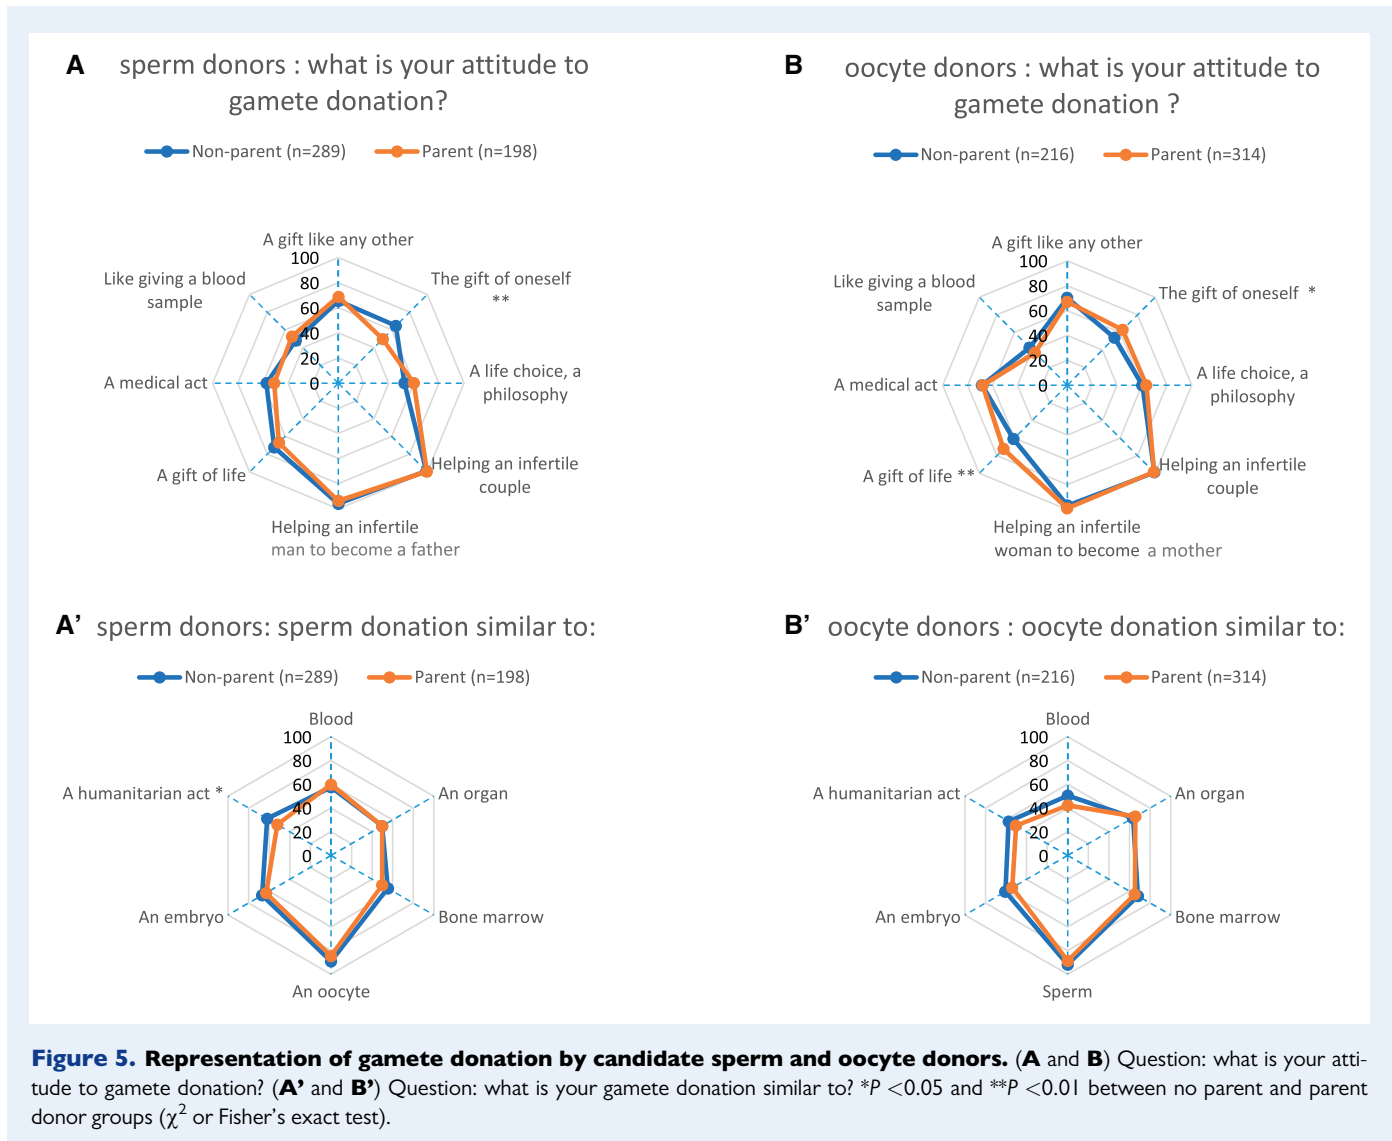 A
sperm donors : what is your attitude to
gamete donation?
Non-parent (n=289)
Parent (n=198)
A gift like any other
The gift of oneself
**
A life choice, a
philosophy
Helping an infertile
couple
Helping an infertile
man to become a father
A gift of life
A medical act
Like giving a blood
sample
100
80
60
40
20
0
B
oocyte donors : what is your attitude to
gamete donation ?
Non-parent (n=216)
Parent (n=314)
A gift like any other
The gift of oneself *
A life choice, a
philosophy
Helping an infertile
couple
Helping an infertile
woman to become a mother
A gift of life **
A medical act
Like giving a blood
sample
100
80
60
40
20
0
A’
sperm donors: sperm donation similar to:
Non-parent (n=289)
Parent (n=198)
Blood
An organ
Bone marrow
An oocyte
An embryo
A humanitarian act *
100
80
60
40
20
0
B’
oocyte donors : oocyte donation similar to:
Non-parent (n=216)
Parent (n=314)
Blood
An organ
Bone marrow
Sperm
An embryo
A humanitarian act
100
80
60
40
20
0
Figure 5. Representation of gamete donation by candidate sperm and oocyte donors. (A and B) Question: what is your atti-
tude to gamete donation? (A’ and B’) Question: what is your gamete donation similar to? *P <0.05 and **P <0.01 between no parent and parent
donor groups (χ2 or Fisher’s exact test).